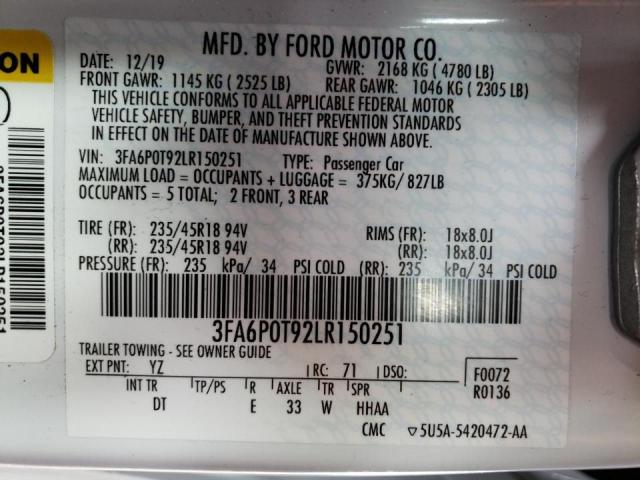 MFD. BY FORD MOTOR CO.
DATE: 12/19
GVWR: 2168 KG ( 4780 LB)
FRONT GAWR: 1145 KG ( 2525 LB)
REAR GAWR: 1046 KG ( 2305 LB)
THIS VEHICLE CONFORMS TO ALL APPLICABLE FEDERAL MOTOR
VEHICLE SAFETY, BUMPER, AND THEFT PREVENTION STANDARDS
IN EFFECT ON THE DATE OF MANUFACTURE SHOWN ABOVE.
VIN: 3FA6P0T92LR150251 TYPE: Passenger Car
MAXIMUM LOAD = OCCUPANTS + LUGGAGE = 375KG/ 827LB
OCCUPANTS = 5 TOTAL; 2 FRONT, 3 REAR
TIRE (FR): 235/45R18 94V RIMS (FR): 18x8.0J
(RR): 235/45R18 94V (RR): 18x8.0J
PRESSURE (FR): 235 kPa/ 34 PSI COLD (RR): 235 kPa/ 34 PSI COLD
3FA6P0T92LR150251
TRAILER TOWING - SEE OWNER GUIDE
EXT PNT: YZ RC: 71 DSO:
F0072
R0136
INT TR TP/PS R AXLE TR SPR
DT E 33 W HHAA
CMC ▽5U5A-5420472-AA
ON
3FA6P0T92LR150251